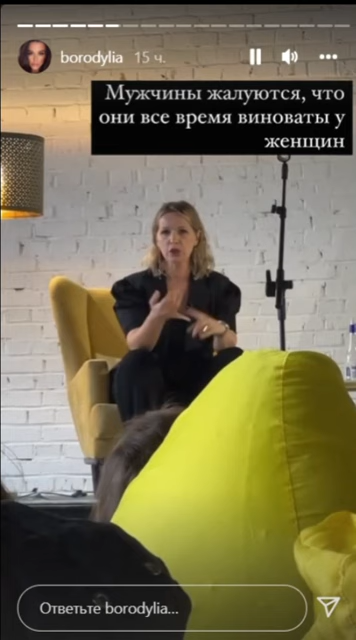 borodylia 15 ч.
Мужчины жалуются, что
они все время виноваты у
женщин
Ответьте borodylia...